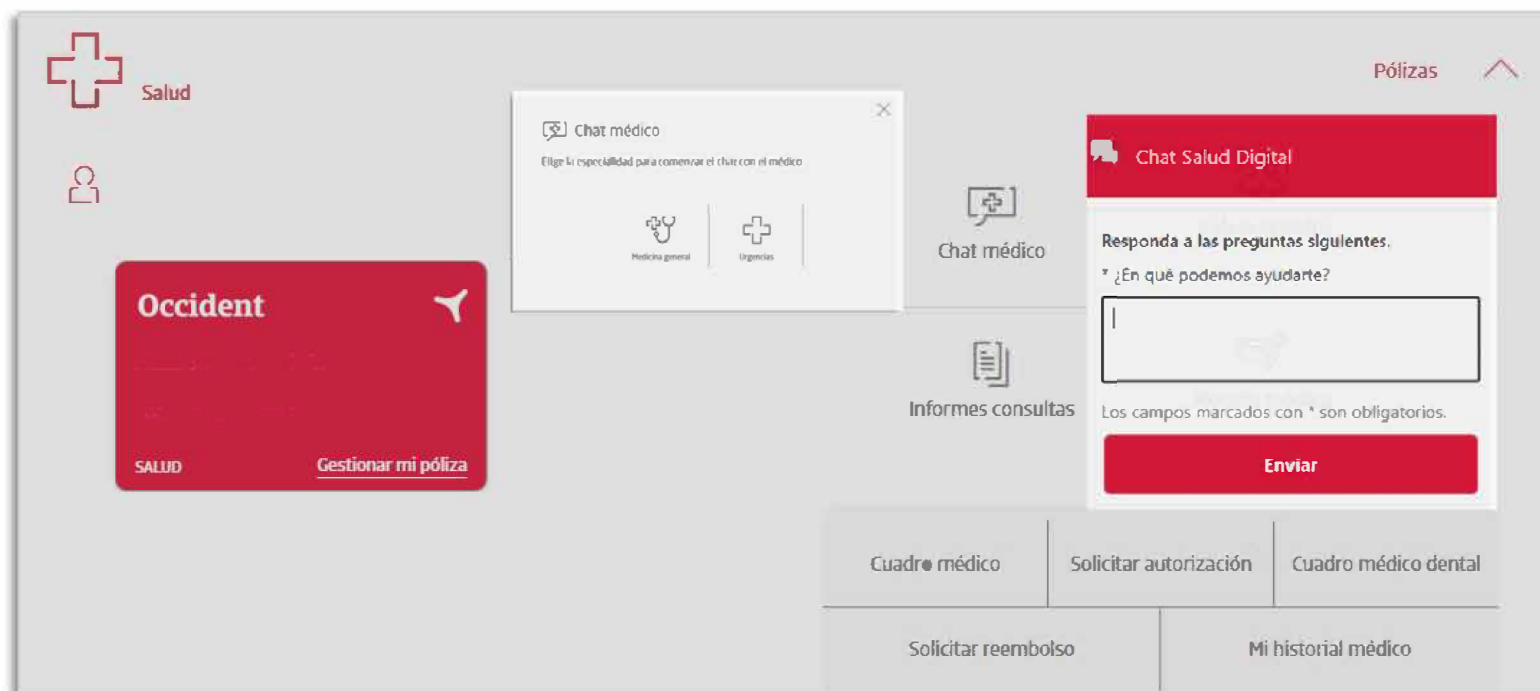 Salud
Pólizas
Chat médico
Elige la especialidad para comenzar el chat con el médico
Medicina general
Urgencias
Occident
SALUD
Gestionar mi póliza
Chat médico
Informes consultas
Chat Salud Digital
Responda a las preguntas siguientes.
* ¿En qué podemos ayudarte?
Los campos marcados con * son obligatorios.
Enviar
Cuadro médico
Solicitar autorización
Cuadro médico dental
Solicitar reembolso
Mi historial médico